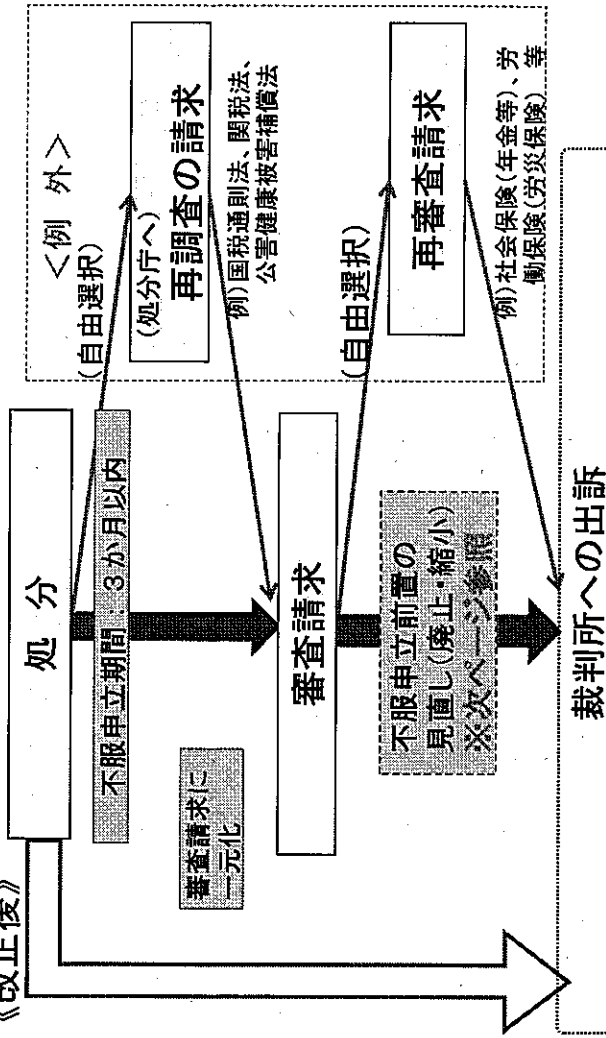 《改正後》
処 分
不服申立期間：３か月以内
審査請求に
一元化
審査請求
不服申立前置の
見直し(廃止・縮小)
※次ページ参照
裁判所への出訴
＜例 外＞
(自由選択)
(処分庁へ)
再調査の請求
例)国税通則法、関税法、
公害健康被害補償法
(自由選択)
再審査請求
例)社会保険(年金等)、労
働保険(労災保険) 等